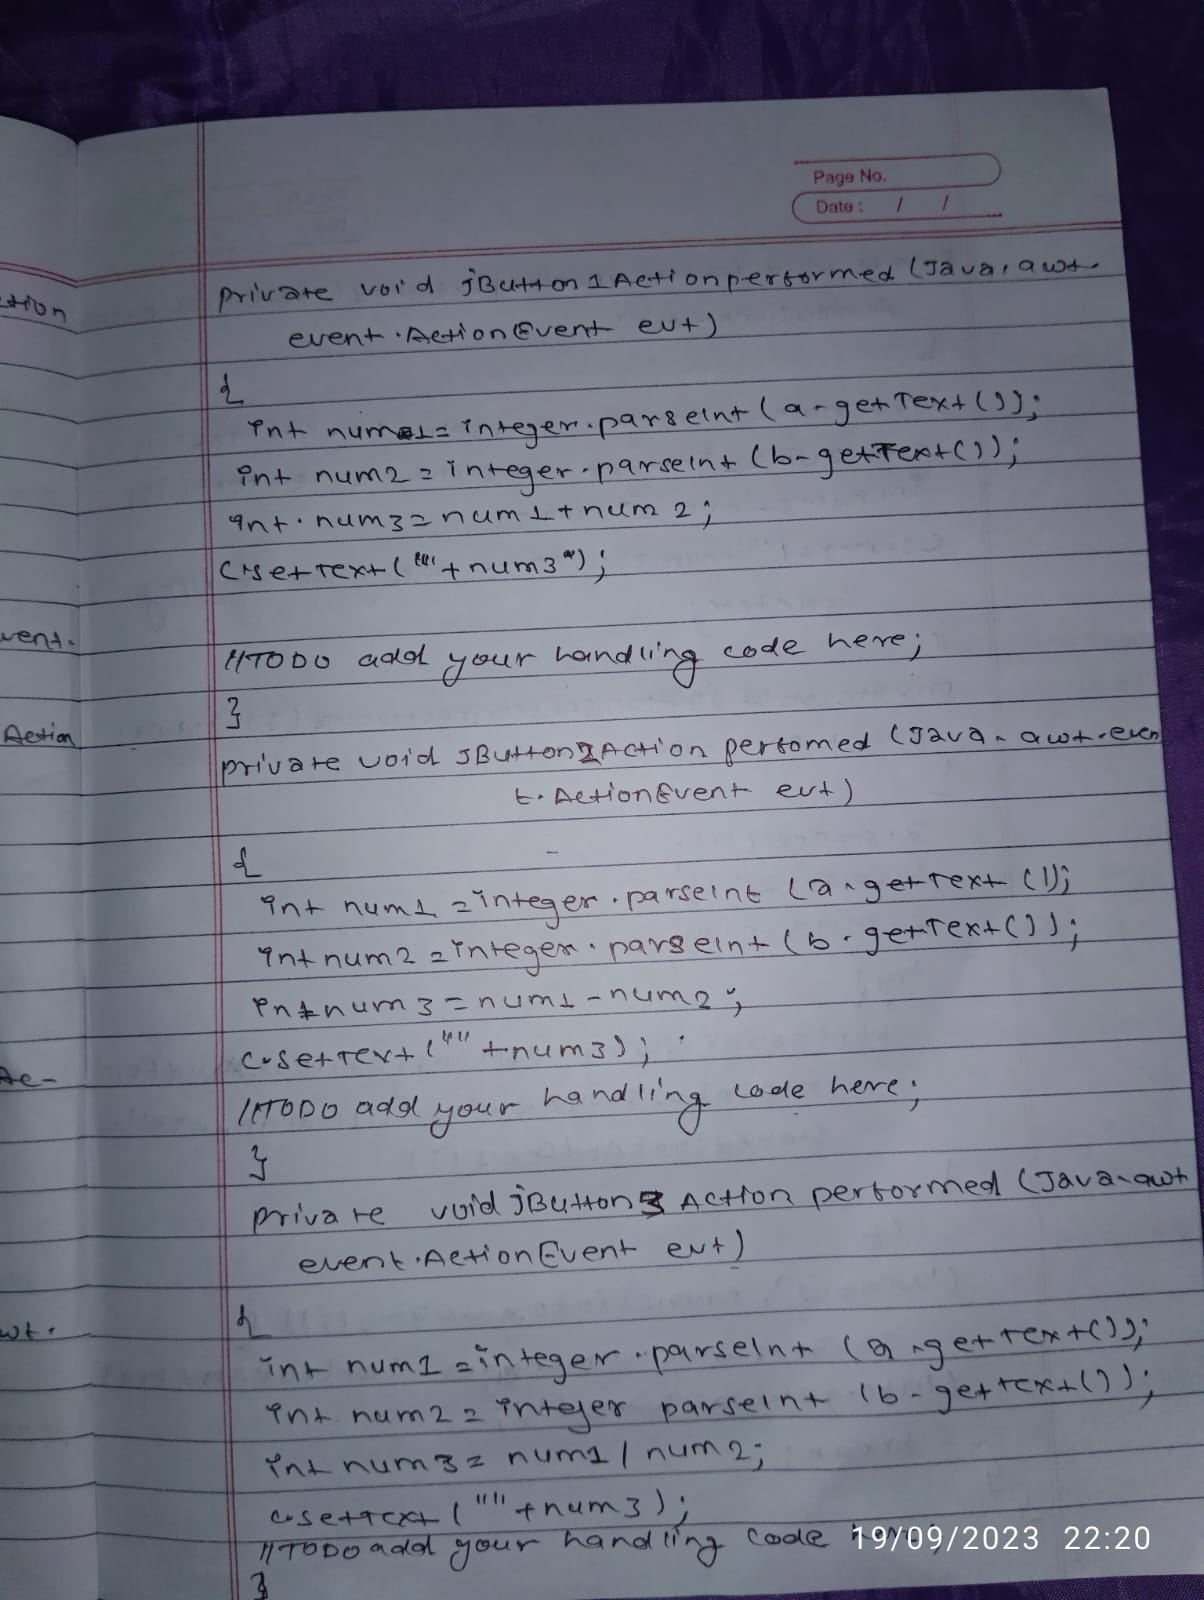 Page No.
Date : / /
private void jButton1Actionperformed (Java.awt.
event.ActionEvent evt)
{
int num1=integer.parseInt(a.getText());
int num2=integer.parseInt(b.getText());
int.num3=num1+num2;
c.setText(""+num3");
//TODO add your handling code here;
}
private void jButton2Action perfomed (Java.awt.even
t.ActionEvent evt)
{
int num1=integer.parseInt (a.getText ());
int num2=integer.parseInt (b.getText());
int num3=num1-num2;
c.setText(""+num3);
//TODO add your handling code here;
}
private void jButton3 Action performed (Java.awt
event.ActionEvent evt)
{
int num1=integer.parseInt (a.gettext());
int num2=integer parseInt (b.gettext());
int num3= num1/num2;
c.settext (""+num3);
//TODO add your handling code
19/09/2023 22:20
}
etion
vent.
Action
Ac-
wt.